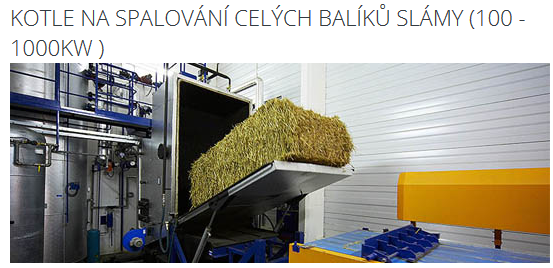 KOTLE NA SPALOVÁNÍ CELÝCH BALÍKŮ SLÁMY (100 -
1000KW )